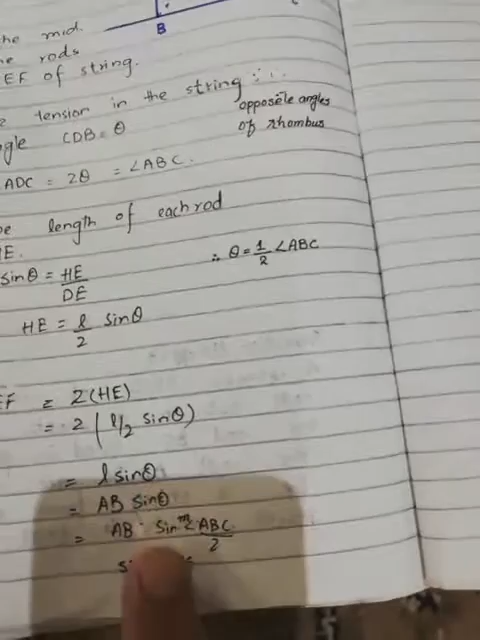 B
the mid.
rods
EF of string.
tension in the string ∵
opposite angles
of rhombus
CDB = θ
ADC = 2θ = ∠ABC.
length of each rod
∴ θ = 1/2 ∠ABC
sinθ = HE/DE
HE = l/2 sinθ
= 2(HE)
= 2 ( l/2 sinθ)
= l sinθ
= AB sinθ
= AB · sin m∠ABC/2